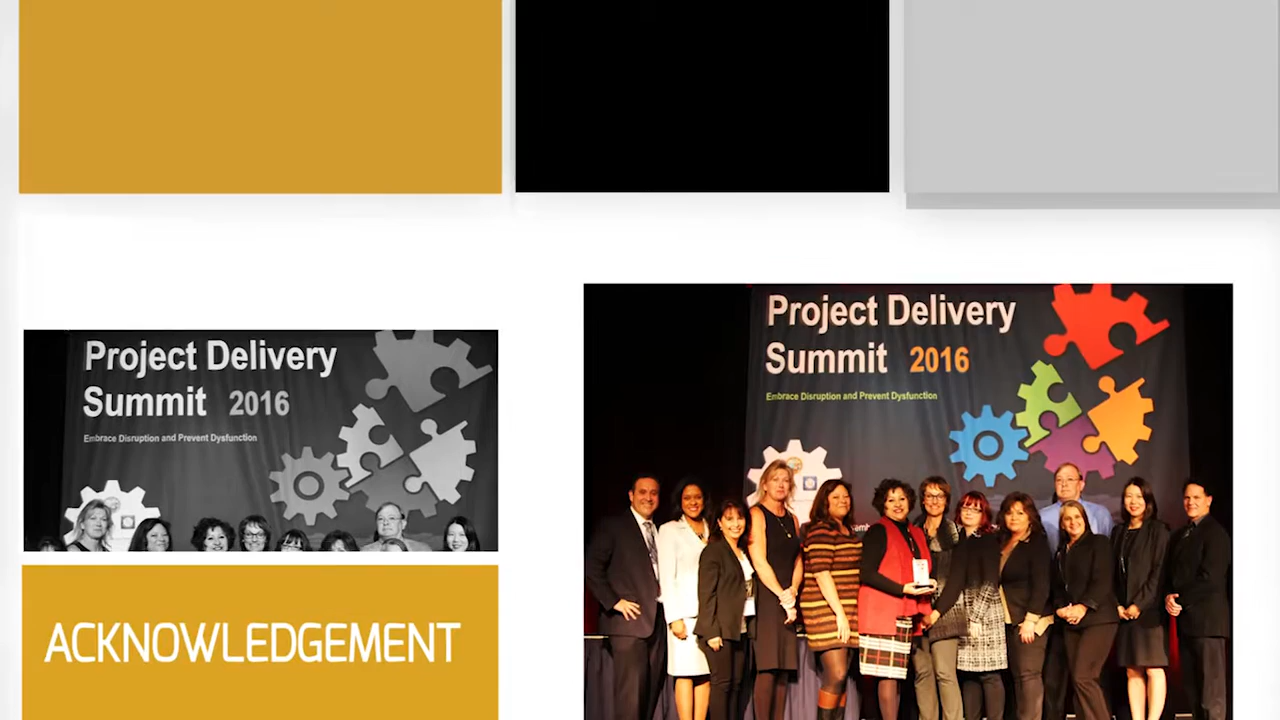 Project Delivery
Summit 2016
Embrace Disruption and Prevent Dysfunction
ACKNOWLEDGEMENT
Project Delivery
Summit 2016
Embrace Disruption and Prevent Dysfunction